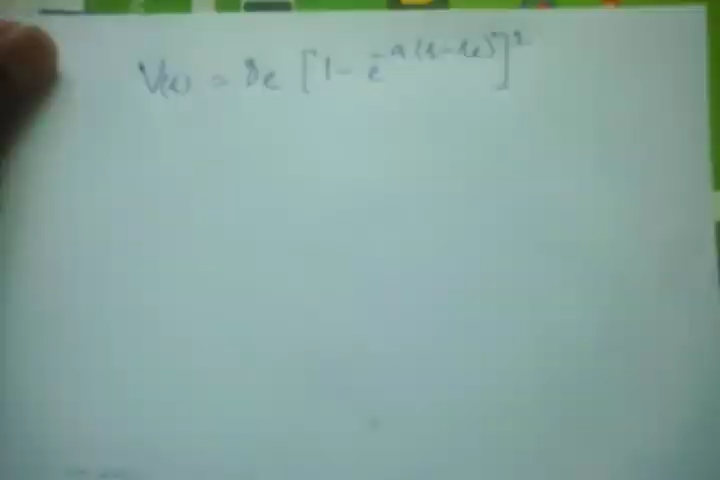 V(r) = De [1 - e^{-a(r-re)}]^2